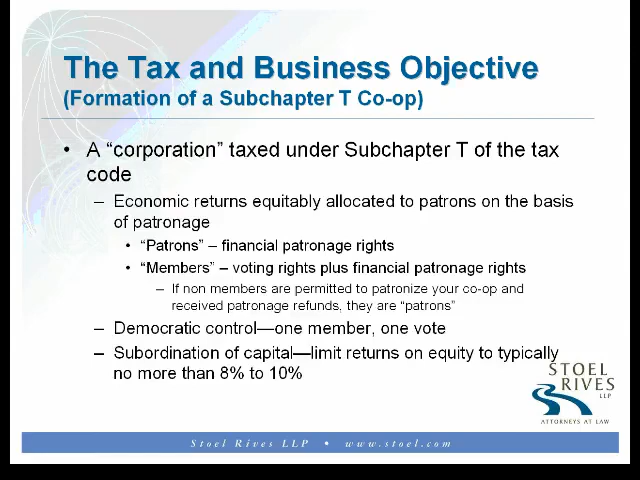 The Tax and Business Objective
(Formation of a Subchapter T Co-op)
• A “corporation” taxed under Subchapter T of the tax
code
– Economic returns equitably allocated to patrons on the basis
of patronage
• “Patrons” – financial patronage rights
• “Members” – voting rights plus financial patronage rights
– If non members are permitted to patronize your co-op and
received patronage refunds, they are “patrons”
– Democratic control—one member, one vote
– Subordination of capital—limit returns on equity to typically
no more than 8% to 10%
STOEL
RIVES
LLP
ATTORNEYS AT LAW
Stoel Rives LLP • www.stoel.com